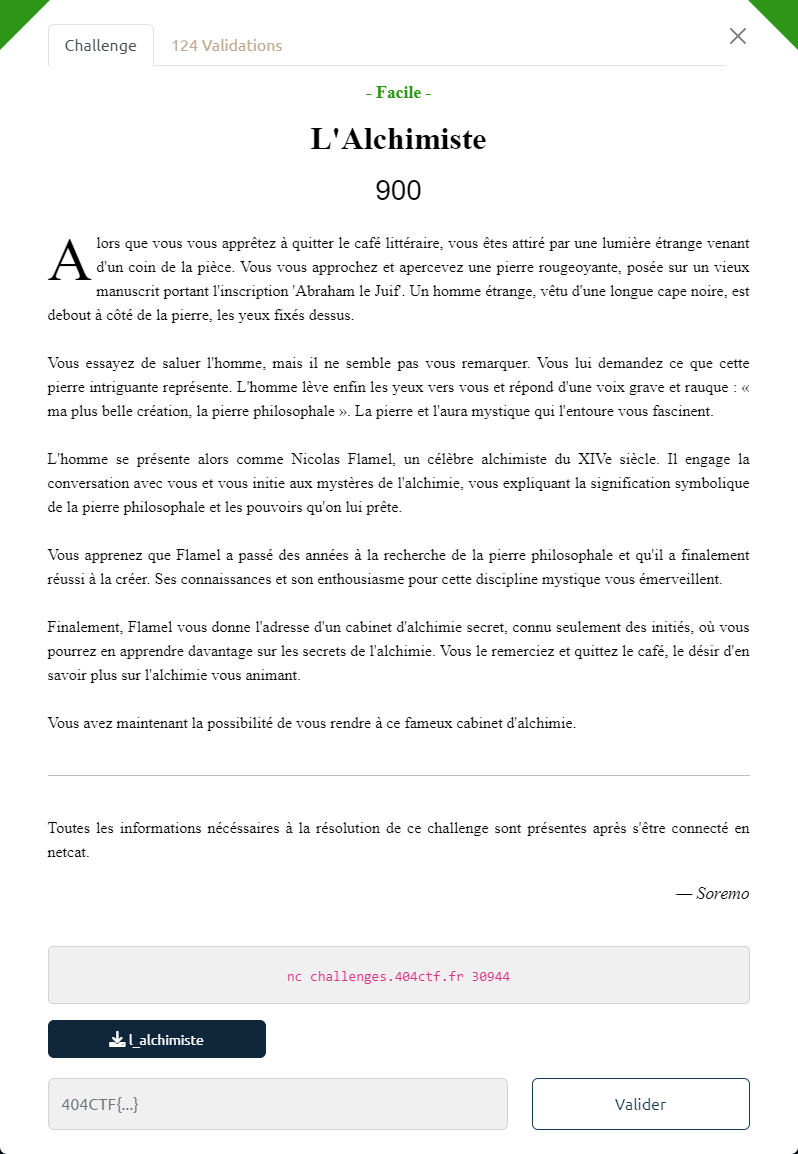 Challenge
124 Validations
- Facile -
L'Alchimiste
900
Alors que vous vous apprêtez à quitter le café littéraire, vous êtes attiré par une lumière étrange venant
d'un coin de la pièce. Vous vous approchez et apercevez une pierre rougeoyante, posée sur un vieux
manuscrit portant l'inscription 'Abraham le Juif'. Un homme étrange, vêtu d'une longue cape noire, est
debout à côté de la pierre, les yeux fixés dessus.
Vous essayez de saluer l'homme, mais il ne semble pas vous remarquer. Vous lui demandez ce que cette
pierre intriguante représente. L'homme lève enfin les yeux vers vous et répond d'une voix grave et rauque : «
ma plus belle création, la pierre philosophale ». La pierre et l'aura mystique qui l'entoure vous fascinent.
L'homme se présente alors comme Nicolas Flamel, un célèbre alchimiste du XIVe siècle. Il engage la
conversation avec vous et vous initie aux mystères de l'alchimie, vous expliquant la signification symbolique
de la pierre philosophale et les pouvoirs qu'on lui prête.
Vous apprenez que Flamel a passé des années à la recherche de la pierre philosophale et qu'il a finalement
réussi à la créer. Ses connaissances et son enthousiasme pour cette discipline mystique vous émerveillent.
Finalement, Flamel vous donne l'adresse d'un cabinet d'alchimie secret, connu seulement des initiés, où vous
pourrez en apprendre davantage sur les secrets de l'alchimie. Vous le remerciez et quittez le café, le désir d'en
savoir plus sur l'alchimie vous animant.
Vous avez maintenant la possibilité de vous rendre à ce fameux cabinet d'alchimie.
Toutes les informations nécéssaires à la résolution de ce challenge sont présentes après s'être connecté en
netcat.
— Soremo
nc challenges.404ctf.fr 30944
l_alchimiste
404CTF{...}
Valider